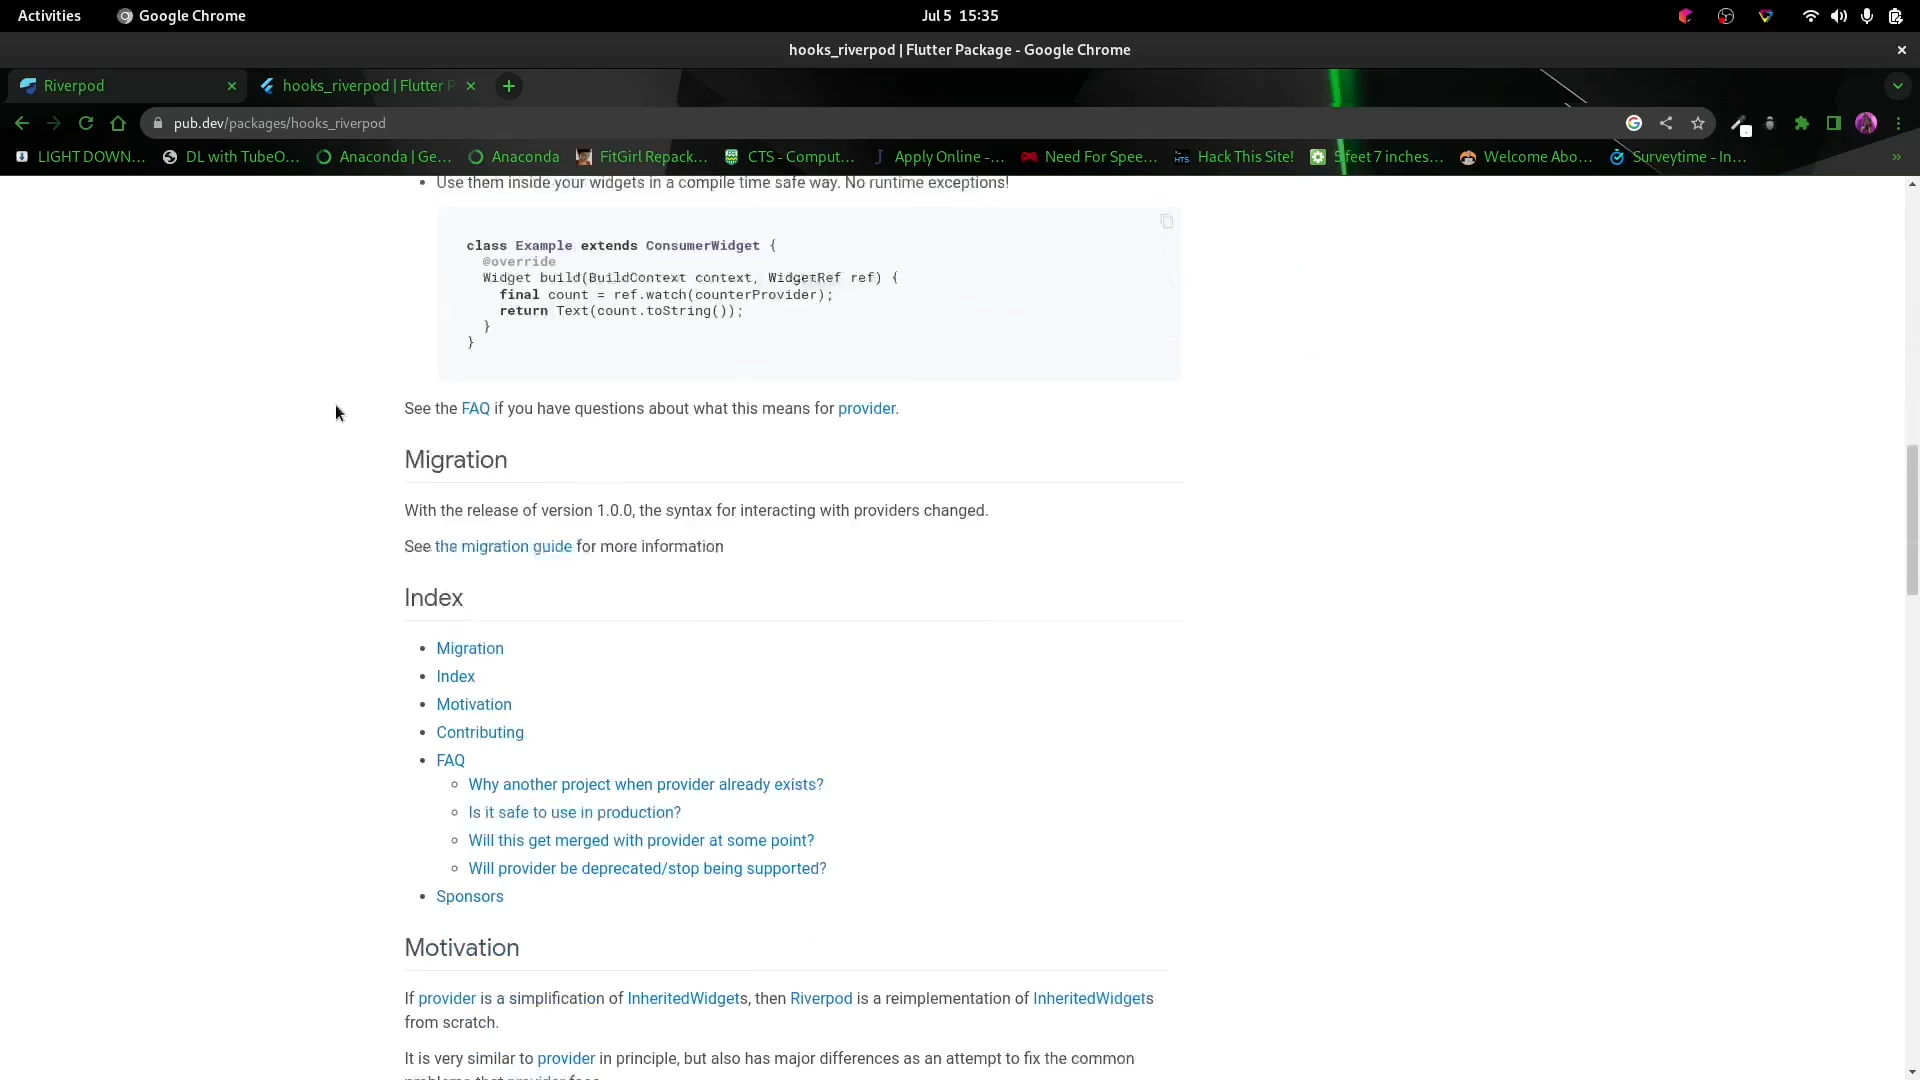 Activities Google Chrome Jul 5 15:35
hooks_riverpod | Flutter Package - Google Chrome
Riverpod hooks_riverpod | Flutter P
pub.dev/packages/hooks_riverpod
LIGHT DOWN... DL with TubeO... Anaconda | Ge... Anaconda FitGirl Repack... CTS - Comput... Apply Online -... Need For Spee... HTS Hack This Site! 5 feet 7 inches... Welcome Abo... Surveytime - In... »
• Use them inside your widgets in a compile time safe way. No runtime exceptions!
class Example extends ConsumerWidget {
@override
Widget build(BuildContext context, WidgetRef ref) {
final count = ref.watch(counterProvider);
return Text(count.toString());
}
}
See the FAQ if you have questions about what this means for provider.
Migration
With the release of version 1.0.0, the syntax for interacting with providers changed.
See the migration guide for more information
Index
• Migration
• Index
• Motivation
• Contributing
• FAQ
◦ Why another project when provider already exists?
◦ Is it safe to use in production?
◦ Will this get merged with provider at some point?
◦ Will provider be deprecated/stop being supported?
• Sponsors
Motivation
If provider is a simplification of InheritedWidgets, then Riverpod is a reimplementation of InheritedWidgets
from scratch.
It is very similar to provider in principle, but also has major differences as an attempt to fix the common
problems that provider face.